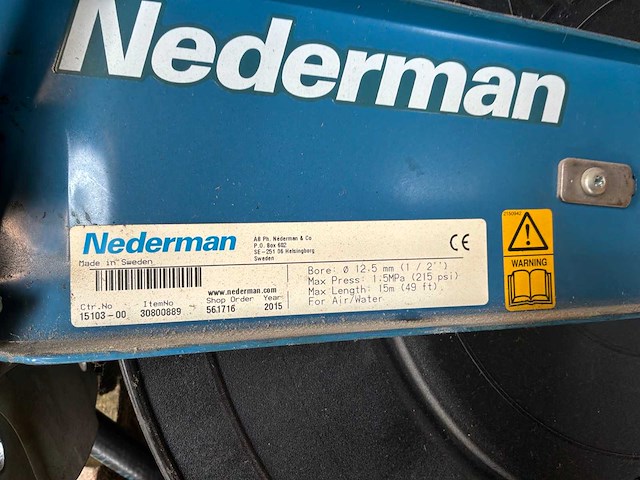 Nederman
Nederman
AB Ph. Nederman & Co
P.O. Box 602
SE-251 06 Helsingborg
Sweden
Made in Sweden
www.nederman.com
Ctr.No ItemNo Shop Order Year
15103-00 30800889 561716 2015
Bore: Ø 12.5 mm (1 / 2'')
Max Press: 1.5MPa (215 psi)
Max Length: 15m (49 ft)
For Air/Water
CE
WARNING